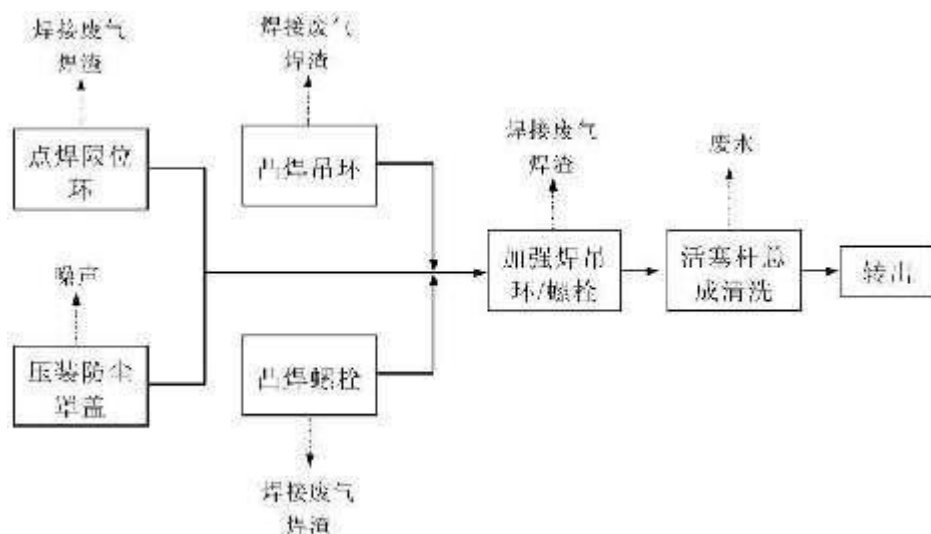 焊接废气
焊渣
点焊限位
环
噪声
压装防尘
罩盖
焊接废气
焊渣
凸焊吊环
凸焊螺栓
焊接废气
焊渣
焊接废气
焊渣
加强焊吊
环/螺栓
废水
活塞杆总
成清洗
转出